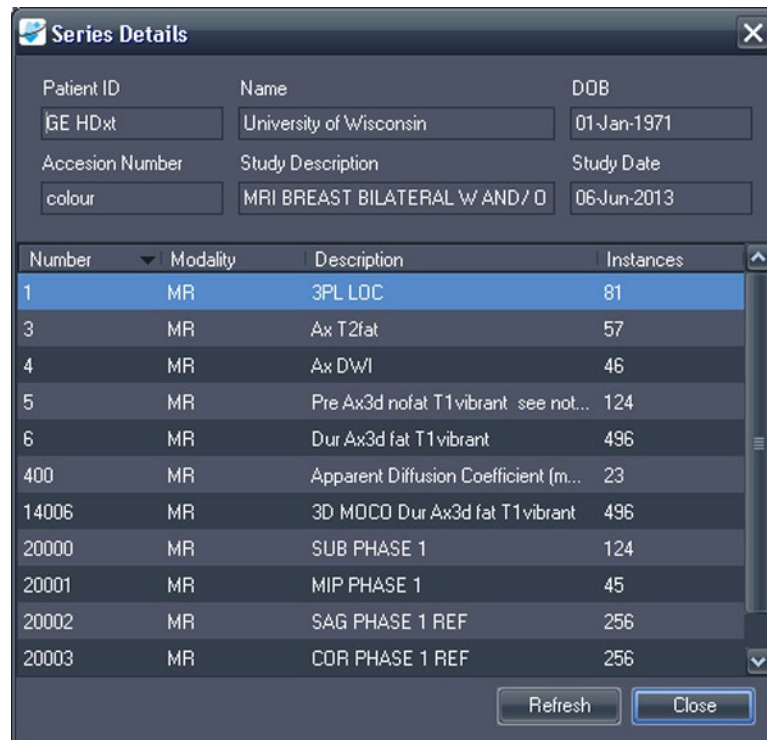 Series Details
Patient ID Name DOB
GE HDxt University of Wisconsin 01-Jan-1971
Accesion Number Study Description Study Date
colour MRI BREAST BILATERAL W AND/ O 06-Jun-2013
Number Modality Description Instances
1 MR 3PL LOC 81
3 MR Ax T2fat 57
4 MR Ax DWI 46
5 MR Pre Ax3d nofat T1vibrant see not... 124
6 MR Dur Ax3d fat T1vibrant 496
400 MR Apparent Diffusion Coefficient (m... 23
14006 MR 3D MOCO Dur Ax3d fat T1vibrant 496
20000 MR SUB PHASE 1 124
20001 MR MIP PHASE 1 45
20002 MR SAG PHASE 1 REF 256
20003 MR COR PHASE 1 REF 256
Refresh Close